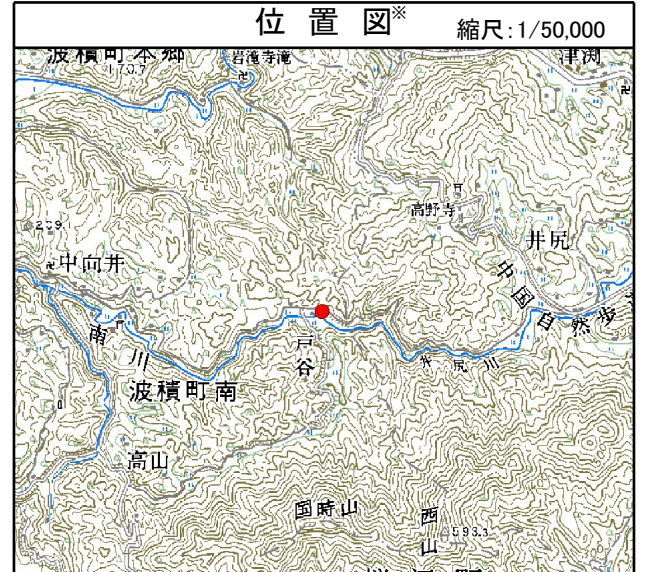 位置図※
縮尺:1/50,000
波積町本郷
170.7
岩滝寺滝
津渕
高野寺
井尻
中向井
中国自然歩
南川
戸谷
井尻川
波積町南
高山
国時山
西山
593.3